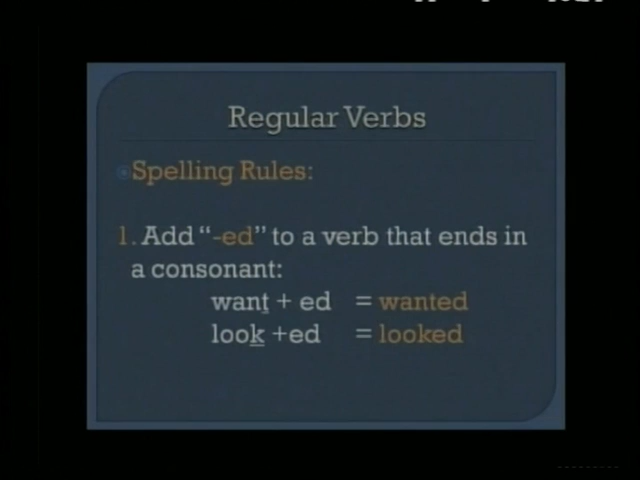 Regular Verbs
Spelling Rules:
1. Add “-ed” to a verb that ends in
a consonant:
want + ed = wanted
look +ed = looked